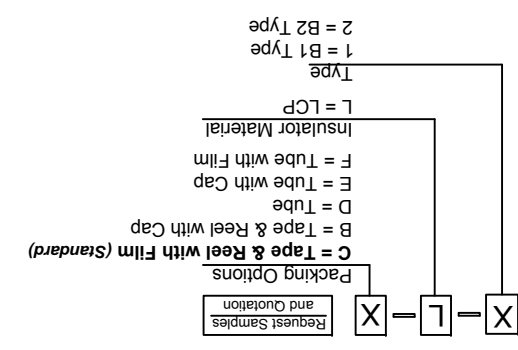 X – L – X
Request Samples
and Quotation
Packing Options
C = Tape & Reel with Film (Standard)
B = Tape & Reel with Cap
D = Tube
E = Tube with Cap
F = Tube with Film
Insulator Material
L = LCP
Type
1 = B1 Type
2 = B2 Type